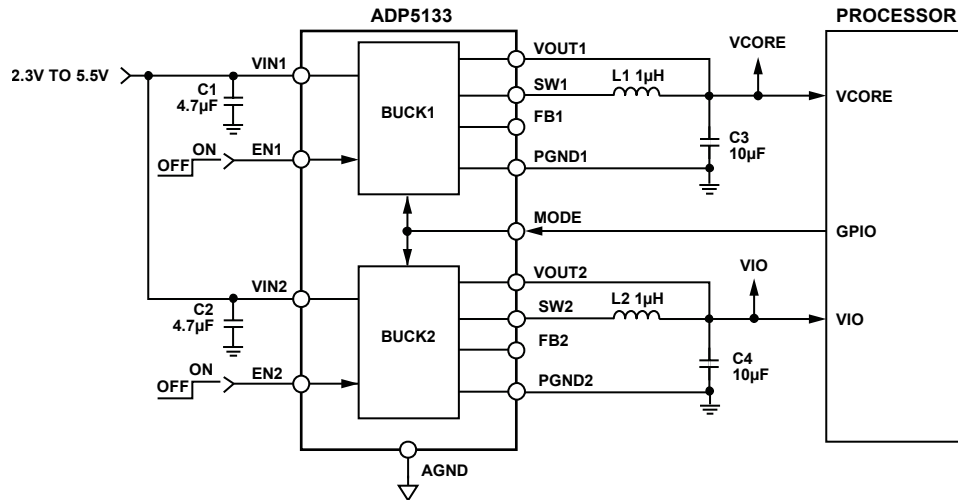 ADP5133
PROCESSOR
2.3V TO 5.5V
C1
4.7µF
VIN1
OFF
ON
EN1
BUCK1
VOUT1
SW1
FB1
PGND1
L1 1µH
VCORE
VCORE
C3
10µF
MODE
GPIO
C2
4.7µF
VIN2
OFF
ON
EN2
BUCK2
VOUT2
SW2
FB2
PGND2
L2 1µH
VIO
VIO
C4
10µF
AGND